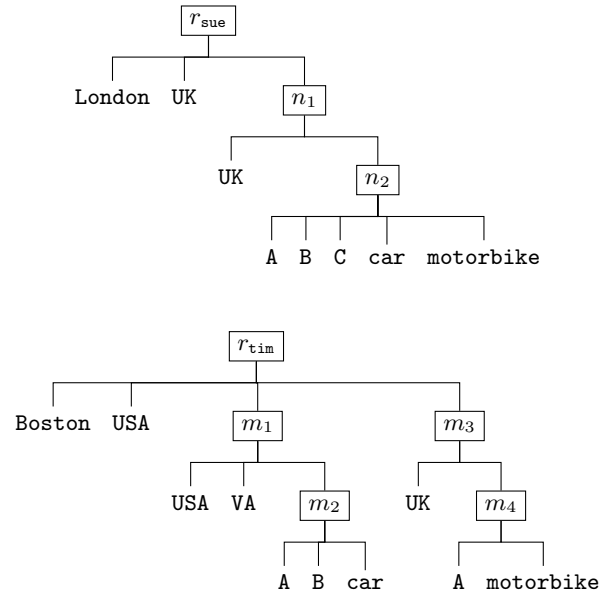 r_sue
London UK n_1
UK n_2
A B C car motorbike
r_tim
Boston USA m_1 m_3
USA VA m_2 UK m_4
A B car A motorbike